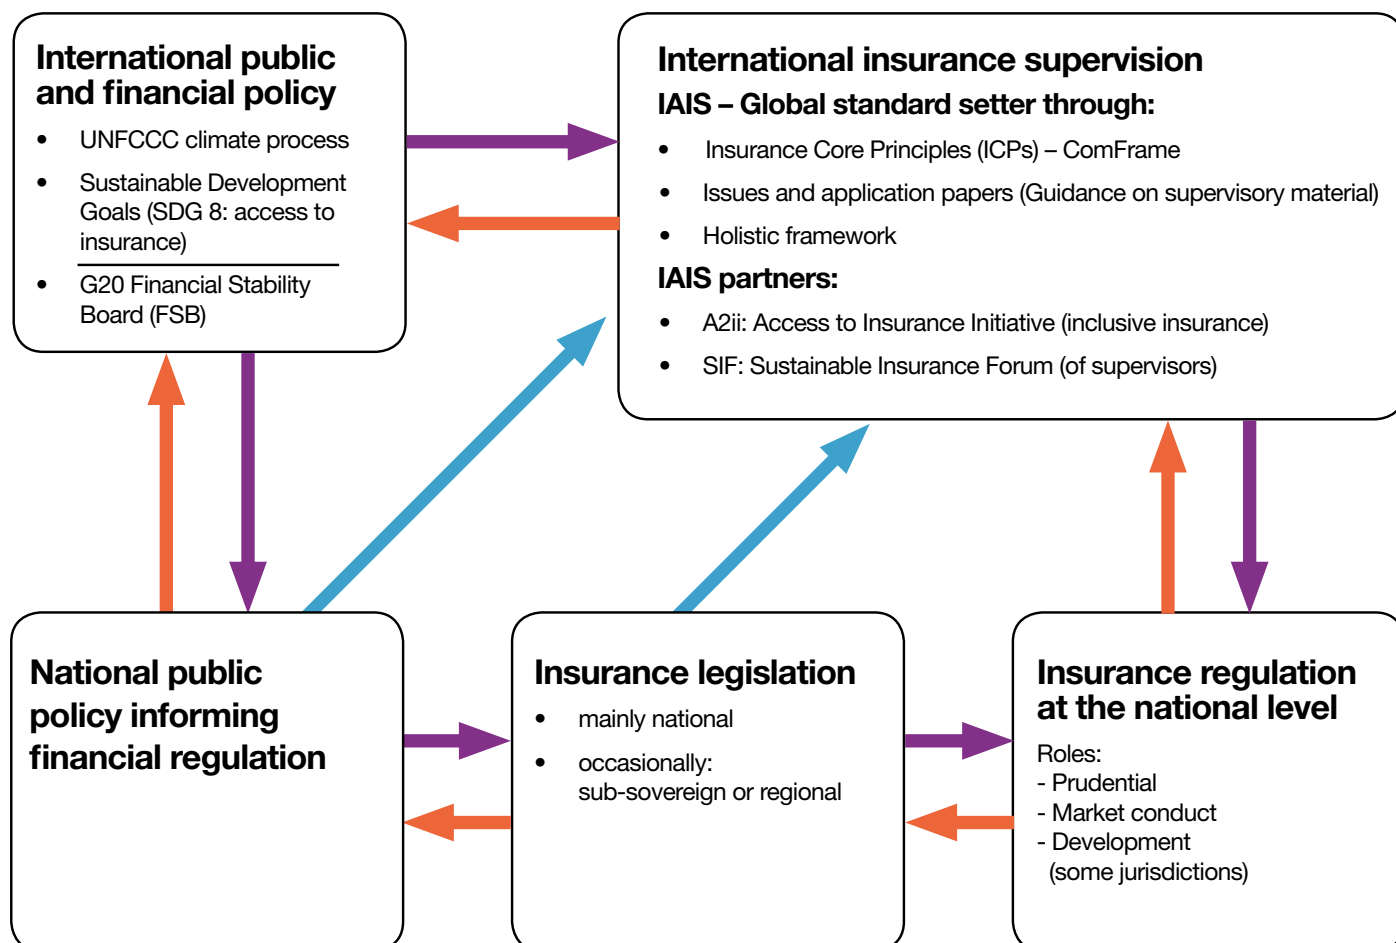 International public
and financial policy
• UNFCCC climate process
• Sustainable Development
Goals (SDG 8: access to
insurance)
• G20 Financial Stability
Board (FSB)
International insurance supervision
IAIS – Global standard setter through:
• Insurance Core Principles (ICPs) – ComFrame
• Issues and application papers (Guidance on supervisory material)
• Holistic framework
IAIS partners:
• A2ii: Access to Insurance Initiative (inclusive insurance)
• SIF: Sustainable Insurance Forum (of supervisors)
National public
policy informing
financial regulation
Insurance legislation
• mainly national
• occasionally:
sub-sovereign or regional
Insurance regulation
at the national level
Roles:
- Prudential
- Market conduct
- Development
(some jurisdictions)